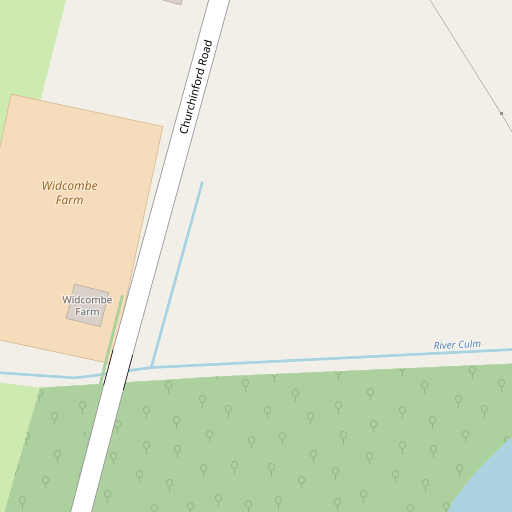 Churchinford Road
Widcombe
Farm
Widcombe
Farm
River Culm